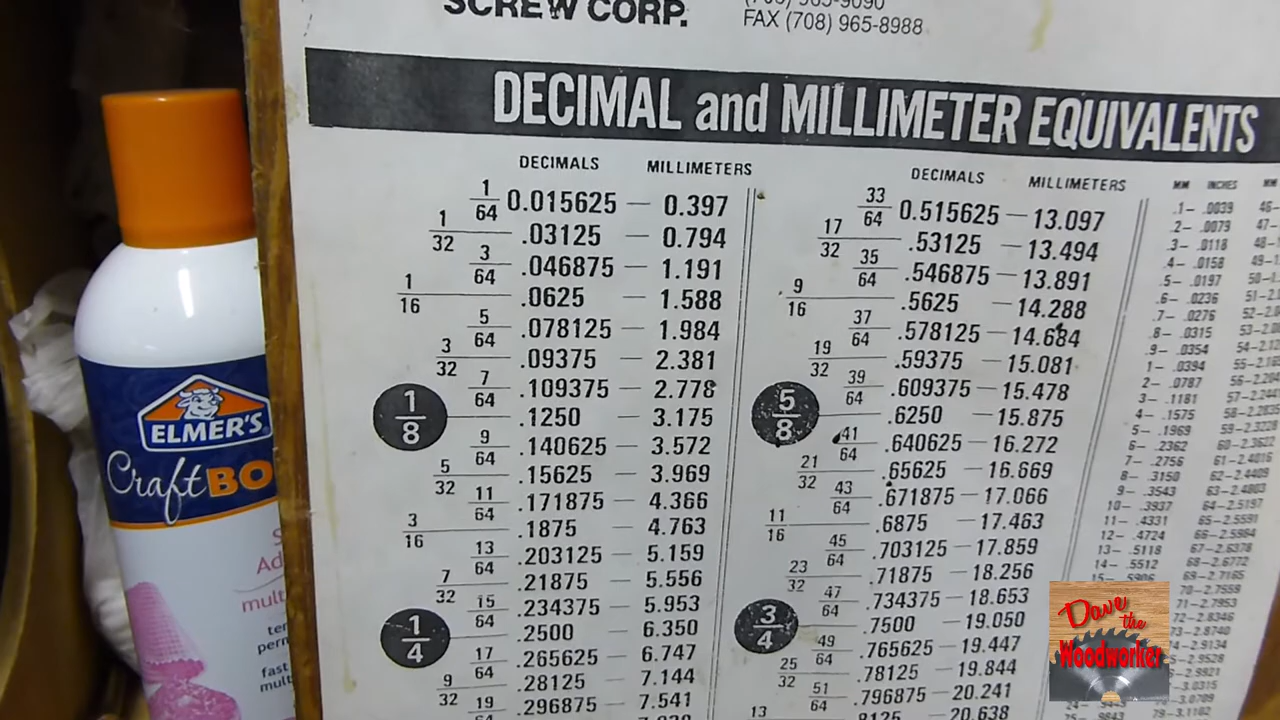 SCREW CORP.
FAX (708) 965-8988
DECIMAL and MILLIMETER EQUIVALENTS
DECIMALS MILLIMETERS
1/64 0.015625 — 0.397
1/32 .03125 — 0.794
3/64 .046875 — 1.191
1/16 .0625 — 1.588
5/64 .078125 — 1.984
3/32 .09375 — 2.381
7/64 .109375 — 2.778
1/8 .1250 — 3.175
9/64 .140625 — 3.572
5/32 .15625 — 3.969
11/64 .171875 — 4.366
3/16 .1875 — 4.763
13/64 .203125 — 5.159
7/32 .21875 — 5.556
15/64 .234375 — 5.953
1/4 .2500 — 6.350
17/64 .265625 — 6.747
9/32 .28125 — 7.144
19/64 .296875 — 7.541
DECIMALS MILLIMETERS
33/64 0.515625 — 13.097
17/32 .53125 — 13.494
35/64 .546875 — 13.891
9/16 .5625 — 14.288
37/64 .578125 — 14.684
19/32 .59375 — 15.081
39/64 .609375 — 15.478
5/8 .6250 — 15.875
41/64 .640625 — 16.272
21/32 .65625 — 16.669
43/64 .671875 — 17.066
11/16 .6875 — 17.463
45/64 .703125 — 17.859
23/32 .71875 — 18.256
47/64 .734375 — 18.653
3/4 .7500 — 19.050
49/64 .765625 — 19.447
25/32 .78125 — 19.844
51/64 .796875 — 20.241
13 .8125 — 20.638
MM INCHES
.1— .0039
.2— .0079
.3— .0118
.4— .0158
.5— .0197
.6— .0236
.7— .0276
.8— .0315
.9— .0354
1— .0394
2— .0787
3— .1181
4— .1575
5— .1969
6— .2362
7— .2756
8— .3150
9— .3543
10— .3937
11— .4331
12— .4724
13— .5118
14— .5512
15— .5906
ELMER'S
CraftBO
Dave
the
Woodworker